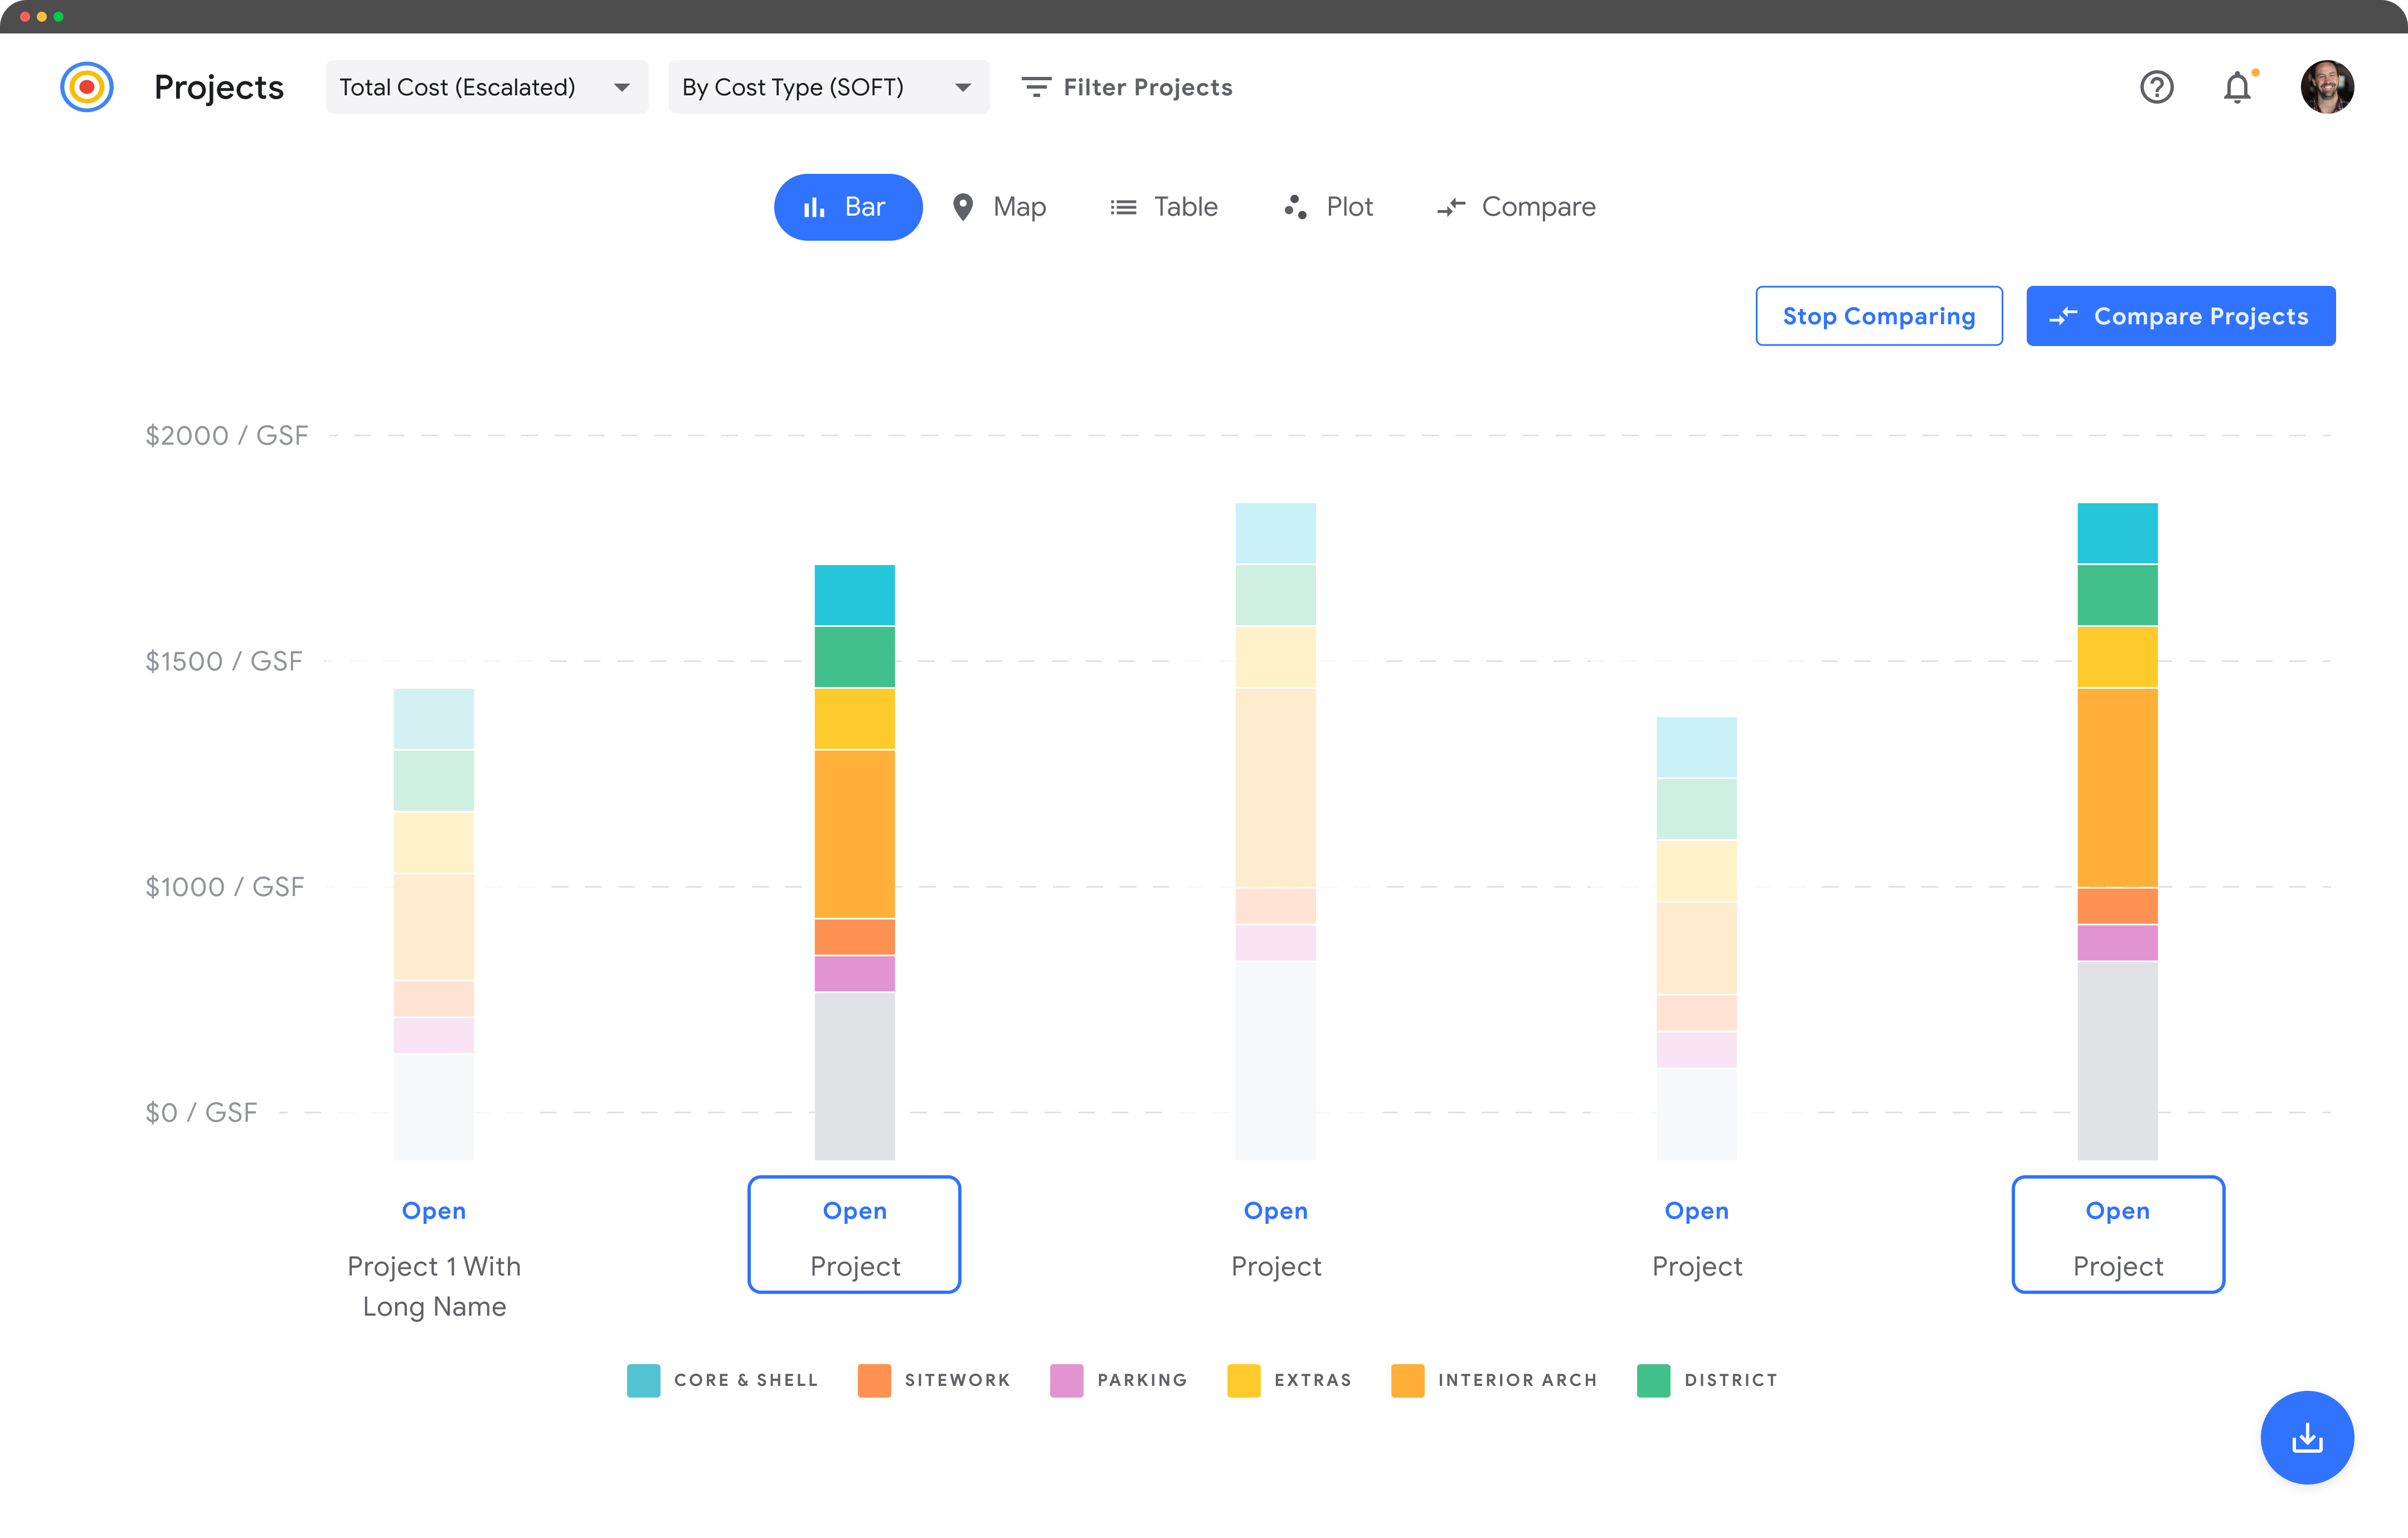 Projects
Total Cost (Escalated)
By Cost Type (SOFT)
Filter Projects
Bar
Map
Table
Plot
Compare
Stop Comparing
Compare Projects
$2000 / GSF
$1500 / GSF
$1000 / GSF
$0 / GSF
Open
Project 1 With
Long Name
Open
Project
Open
Project
Open
Project
Open
Project
CORE & SHELL
SITEWORK
PARKING
EXTRAS
INTERIOR ARCH
DISTRICT